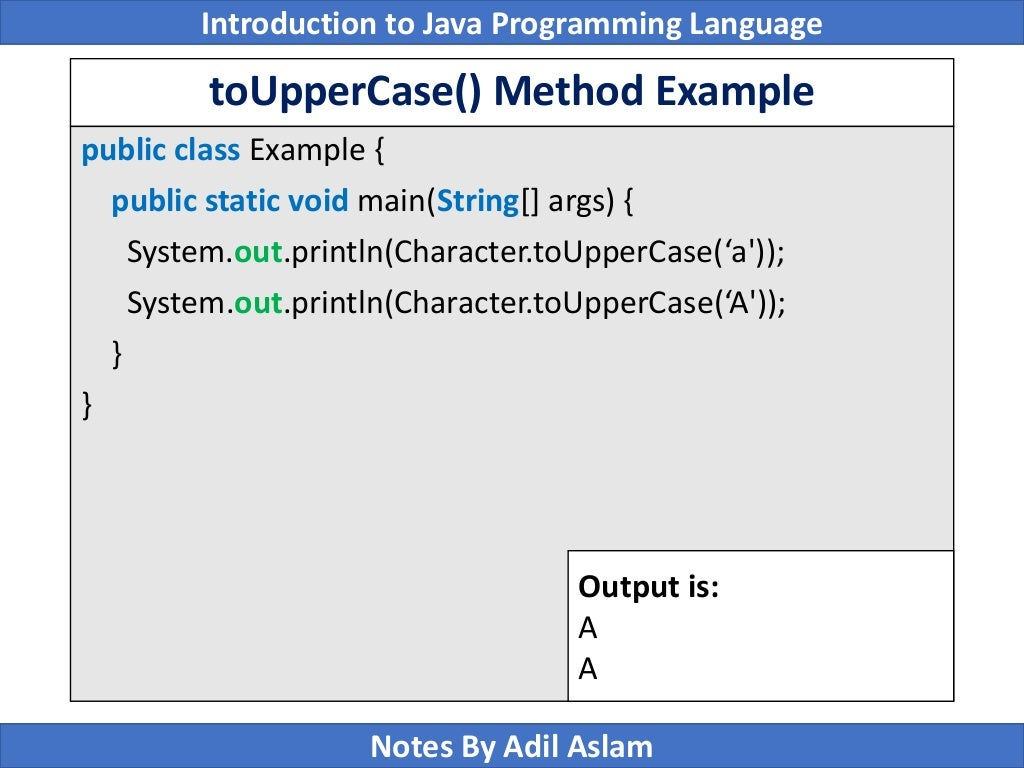 Introduction to Java Programming Language
toUpperCase() Method Example
public class Example {
public static void main(String[] args) {
System.out.println(Character.toUpperCase(‘a'));
System.out.println(Character.toUpperCase(‘A'));
}
}
Output is:
A
A
Notes By Adil Aslam